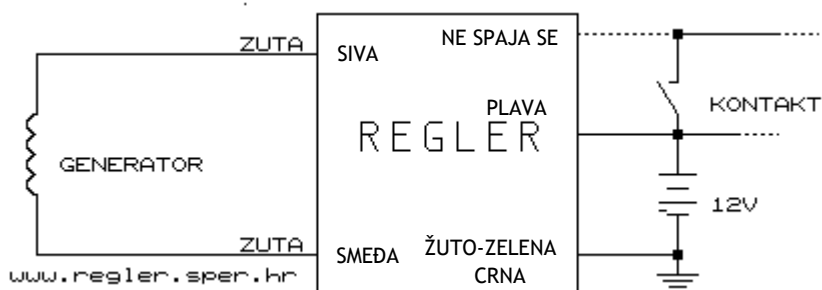 ZUTA
SIVA
NE SPAJA SE
PLAVA
KONTAKT
REGLER
GENERATOR
12V
ZUTA
SMEĐA
ŽUTO-ZELENA
CRNA
www.regler.sper.hr